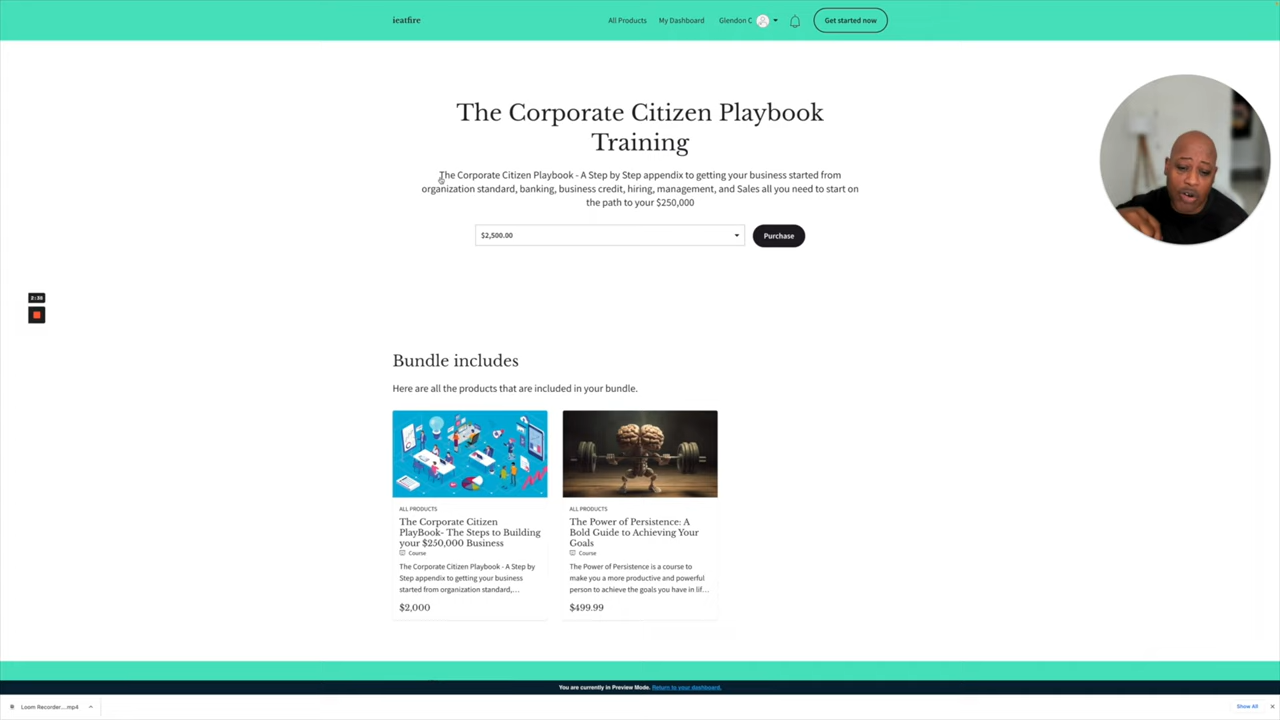 ieatfire
All Products My Dashboard Glendon C Get started now
The Corporate Citizen Playbook
Training
The Corporate Citizen Playbook - A Step by Step appendix to getting your business started from
organization standard, banking, business credit, hiring, management, and Sales all you need to start on
the path to your $250,000
$2,500.00 Purchase
2:38
Bundle includes
Here are all the products that are included in your bundle.
ALL PRODUCTS
The Corporate Citizen
PlayBook- The Steps to Building
your $250,000 Business
Course
The Corporate Citizen Playbook - A Step by
Step appendix to getting your business
started from organization standard,...
$2,000
ALL PRODUCTS
The Power of Persistence: A
Bold Guide to Achieving Your
Goals
Course
The Power of Persistence is a course to
make you a more productive and powerful
person to achieve the goals you have in lif...
$499.99
You are currently in Preview Mode. Return to your dashboard.
Loom Recorder....mp4
Show All